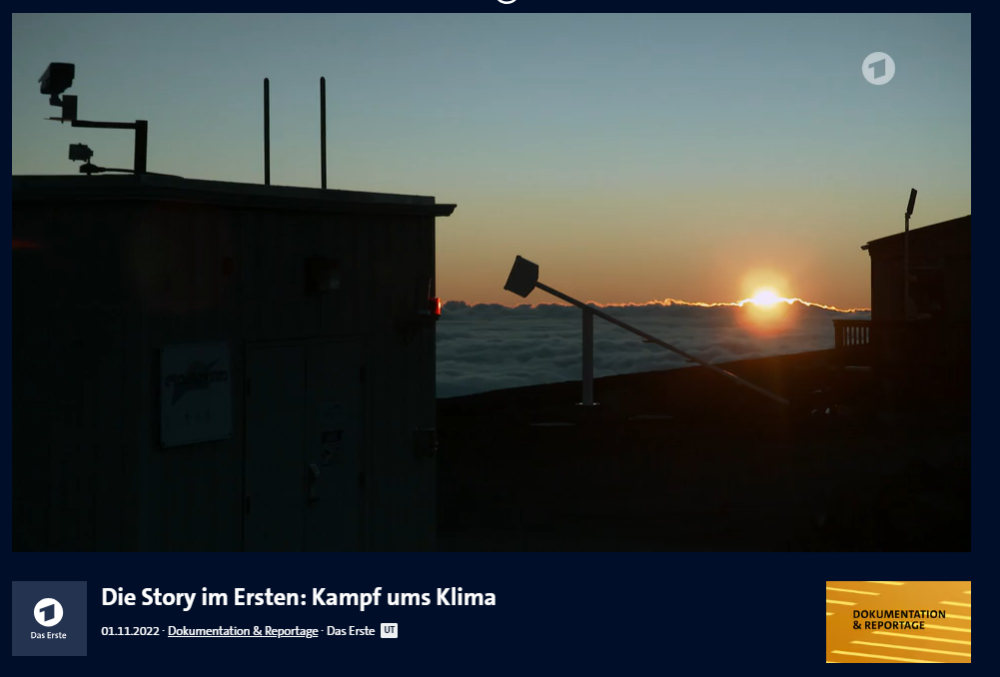 Die Story im Ersten: Kampf ums Klima
Das Erste
01.11.2022 · Dokumentation & Reportage · Das Erste UT
DOKUMENTATION
& REPORTAGE